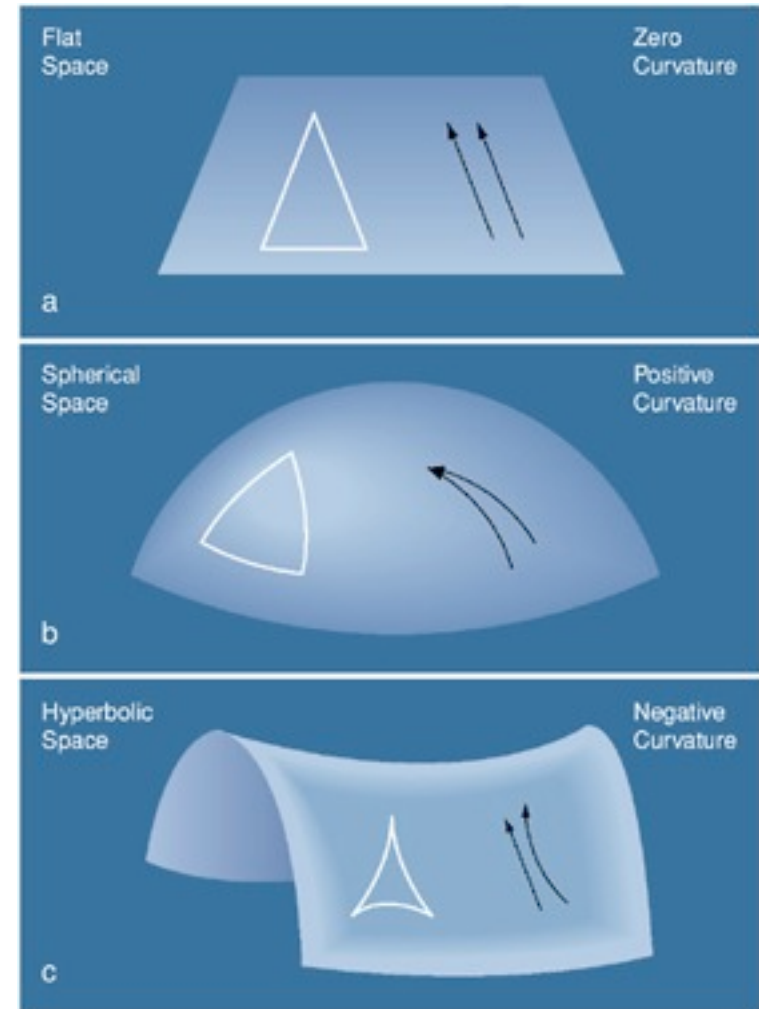 Flat
Space
Zero
Curvature
a
Spherical
Space
Positive
Curvature
b
Hyperbolic
Space
Negative
Curvature
c